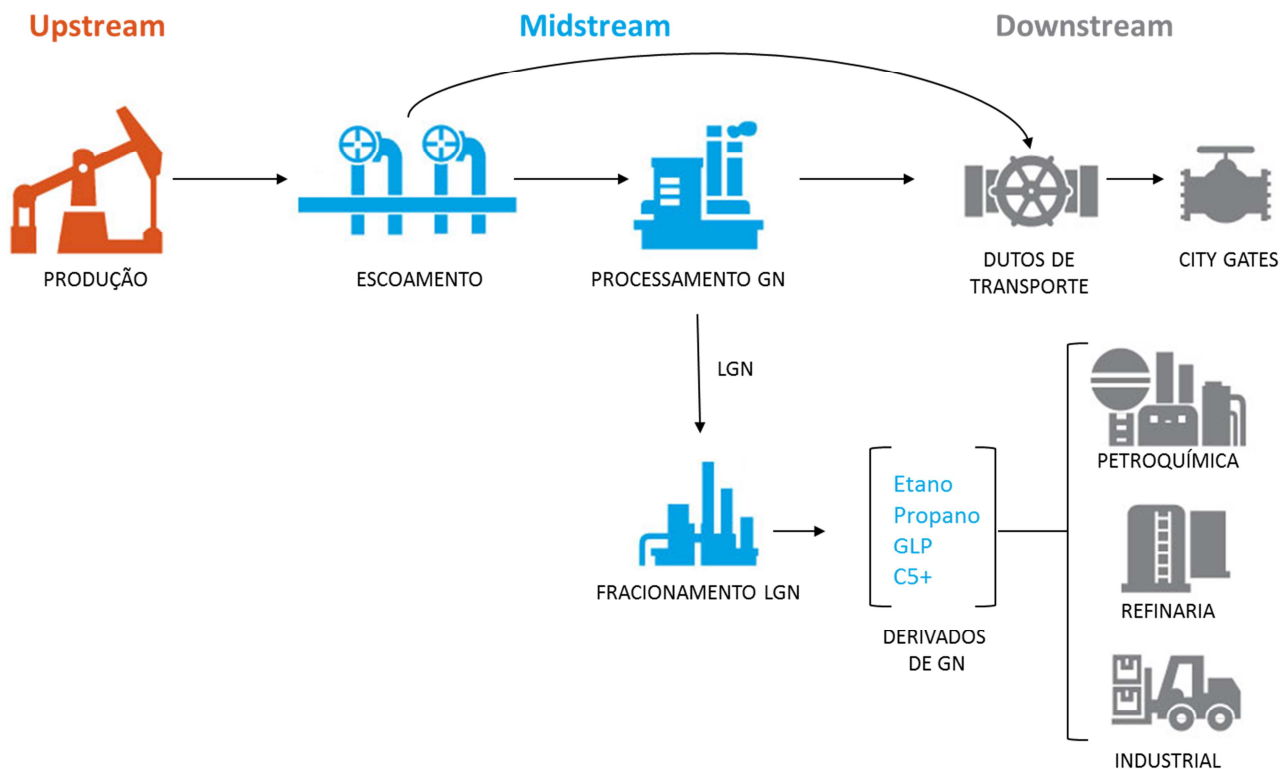 Upstream
Midstream
Downstream
PRODUÇÃO
ESCOAMENTO
PROCESSAMENTO GN
DUTOS DE
TRANSPORTE
CITY GATES
LGN
FRACIONAMENTO LGN
Etano
Propano
GLP
C5+
DERIVADOS
DE GN
PETROQUÍMICA
REFINARIA
INDUSTRIAL